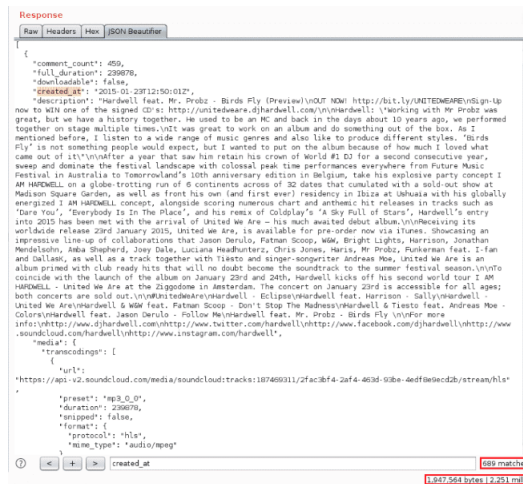 Response
Raw Headers Hex JSON Beautifier
[
{
"comment_count": 459,
"full_duration": 239878,
"downloadable": false,
"created_at": "2015-01-23T12:50:01Z",
"description": "Hardwell feat. Mr. Probz - Birds Fly (Preview)\nOUT NOW! http://bit.ly/UNITEDWEARE\nSign-Up
now to WIN one of the signed CD's: http://unitedweare.djhardwell.com/\n\nHardwell: \"Working with Mr Probz was
great, but we have a history together. He used to be an MC and back in the days about 10 years ago, we performed
together on stage multiple times.\nIt was great to work on an album and do something out of the box. As I
mentioned before, I listen to a wide range of music genres and also like to produce different styles. 'Birds
Fly' is not something people would expect, but I wanted to put on the album because of how much I loved what
came out of it\"\n\nAfter a year that saw him retain his crown of World #1 DJ for a second consecutive year,
sweep and dominate the festival landscape with colossal peak time performances everywhere from Future Music
Festival in Australia to Tomorrowland's 10th anniversary edition in Belgium, take his explosive party concept I
AM HARDWELL on a globe-trotting run of 6 continents across of 32 dates that cumulated with a sold-out show at
Madison Square Garden, as well as front his own (and first ever) residency in Ibiza at Ushuaia with his globally
energized I AM HARDWELL concept, alongside scoring numerous chart and anthemic hit releases in tracks such as
'Dare You', 'Everybody Is In The Place', and his remix of Coldplay's 'A Sky Full of Stars', Hardwell's entry
into 2015 has been met with the arrival of United We Are – his much awaited debut album.\n\nReceiving its
worldwide release 23rd January 2015, United We Are, is available for pre-order now via iTunes. Showcasing an
impressive line-up of collaborations that Jason Derulo, Fatman Scoop, W&W, Bright Lights, Harrison, Jonathan
Mendelsohn, Amba Shepherd, Joey Dale, Luciana Headhunterz, Chris Jones, Haris, Mr Probz, Funkerman feat. I-fan
and DallasK, as well as a track together with Tiësto and singer-songwriter Andreas Moe, United We Are is an
album primed with club ready hits that will no doubt become the soundtrack to the summer festival season.\n\nTo
coincide with the launch of the album on January 23rd and 24th, Hardwell kicks off his second world tour I AM
HARDWELL - United We Are at the Ziggodome in Amsterdam. The concert on January 23rd is accessible for all ages;
both concerts are sold out.\n\n#UnitedWeAre\nHardwell - Eclipse\nHardwell feat. Harrison - Sally\nHardwell -
United We Are\nHardwell & W&W feat. Fatman Scoop - Don't Stop The Madness\nHardwell & Tiesto feat. Andreas Moe -
Colors\nHardwell feat. Jason Derulo - Follow Me\nHardwell feat. Mr. Probz - Birds Fly \n\nFor more
info:\nhttp://www.djhardwell.com\nhttp://www.twitter.com/hardwell\nhttp://www.facebook.com/djhardwell\nhttp://www
.soundcloud.com/hardwell\nhttp://www.instagram.com/hardwell",
"media": {
"transcodings": [
{
"url":
"https://api-v2.soundcloud.com/media/soundcloud:tracks:187469311/2fac3bf4-2af4-463d-93be-4edf8e9ecd2b/stream/hls"
,
"preset": "mp3_0_0",
"duration": 239878,
"snipped": false,
"format": {
"protocol": "hls",
"mime_type": "audio/mpeg"
}
? < + > created_at 689 matche
1,947,564 bytes | 2,251 mil